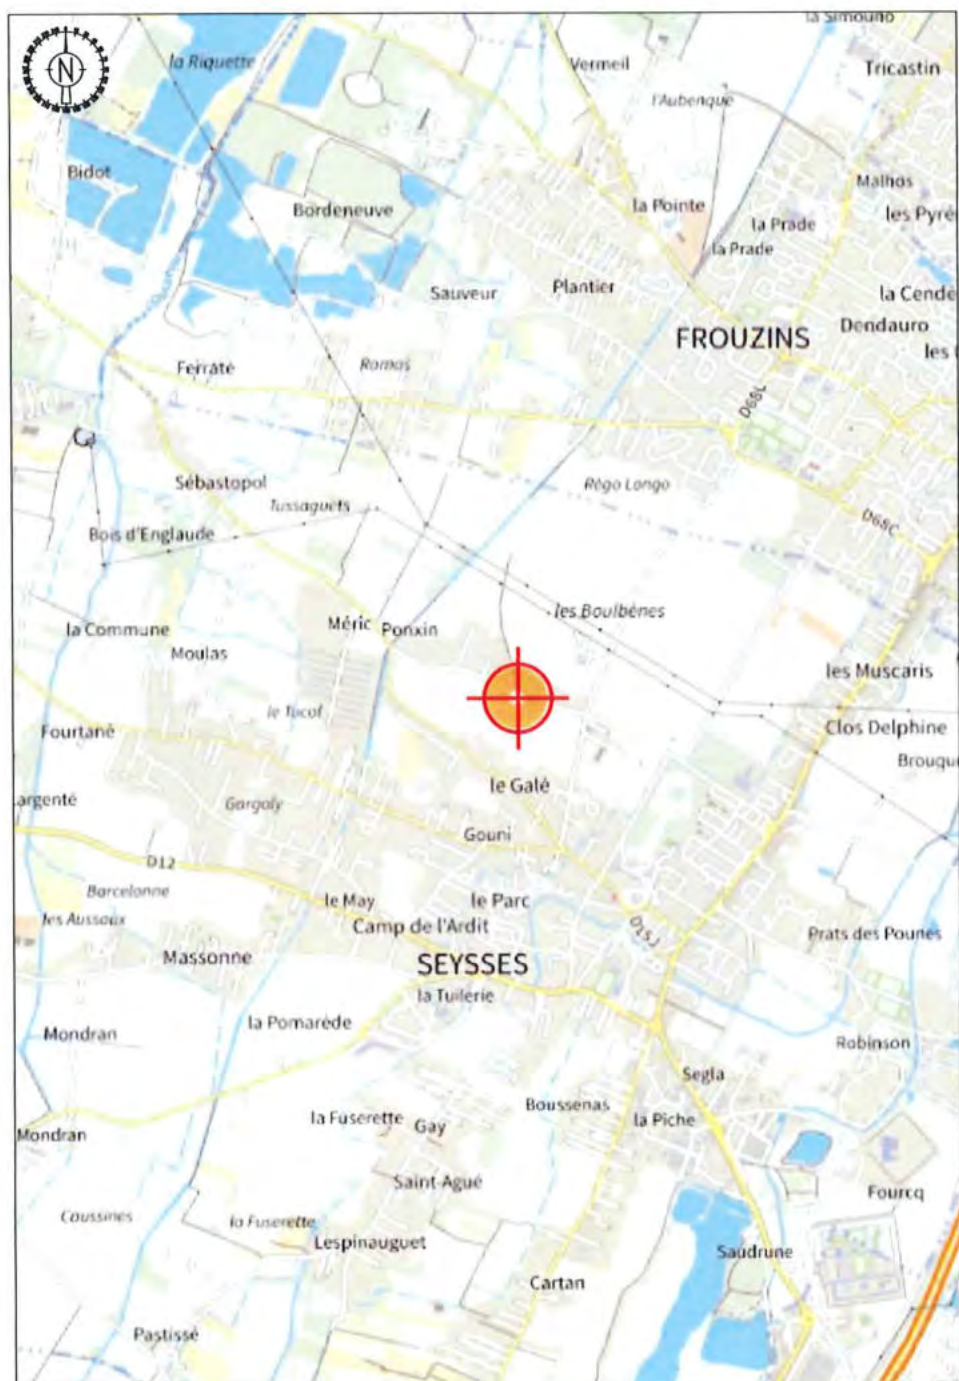 la Simouno
N
la Riquette
Vermeil
Tricastin
l'Aubenque
Bidot
Malhos
la Pointe
Bordeneuve
les Pyré
la Prade
la Prade
Plantier
Sauveur
la Cende
FROUZINS
Dendauro
les
Ferraté
Ramas
D68L
Sébastopol
Règo Longo
Tussaguets
D68C
Bois d'Englaude
les Boulbènes
Méric
Ponxin
la Commune
Moulas
les Muscaris
le Tucol
Fourtané
Clos Delphine
Brouqu
le Galé
argenté
Gargaly
Gouni
D12
Barcelonne
le May
le Parc
les Aussaux
Camp de l'Ardit
D15J
Prats des Pounes
Massonne
SEYSSES
la Tuilerie
la Pomarède
Mondran
Robinson
Segla
Boussenas
la Fuserette
Gay
la Piche
Mondran
Saint-Agué
Fourcq
Caussines
la Fuserette
Lespinauguet
Saudrune
Cartan
Pastissé